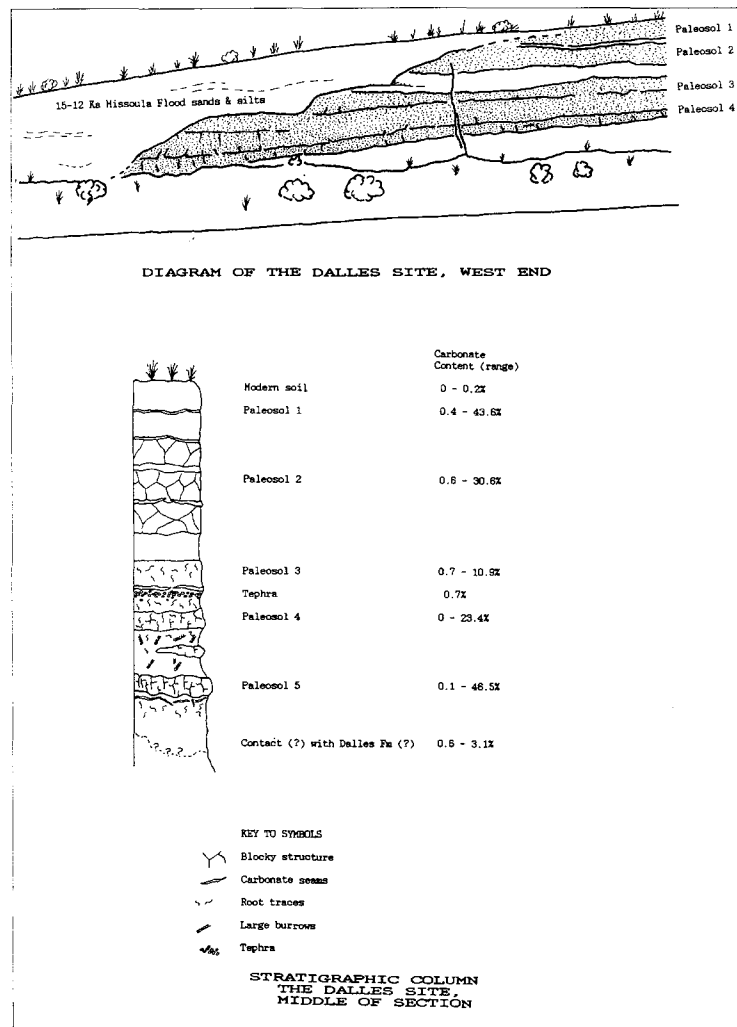 Paleosol 1
Paleosol 2
15-12 Ka Missoula Flood sands & silts
Paleosol 3
Paleosol 4
DIAGRAM OF THE DALLES SITE, WEST END
Carbonate
Content (range)
Modern soil 0 - 0.2%
Paleosol 1 0.4 - 43.6%
Paleosol 2 0.6 - 30.6%
Paleosol 3 0.7 - 10.9%
Tephra 0.7%
Paleosol 4 0 - 23.4%
Paleosol 5 0.1 - 46.5%
Contact (?) with Dalles Fm (?) 0.6 - 3.1%
? ? ?
KEY TO SYMBOLS
Blocky structure
Carbonate seams
Root traces
Large burrows
Tephra
STRATIGRAPHIC COLUMN
THE DALLES SITE,
MIDDLE OF SECTION